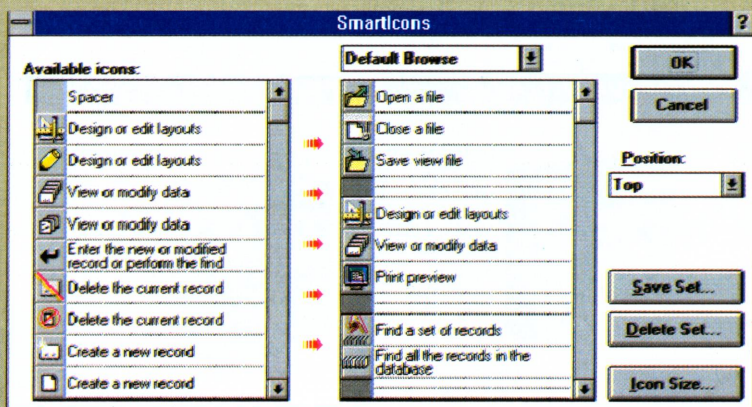 SmartIcons
?
Available icons:
Spacer
Design or edit layouts
Design or edit layouts
View or modify data
View or modify data
Enter the new or modified
record or perform the find
Delete the current record
Delete the current record
Create a new record
Create a new record
Default Browse
Open a file
Close a file
Save view file
Design or edit layouts
View or modify data
Print preview
Find a set of records
Find all the records in the
database
OK
Cancel
Position:
Top
Save Set...
Delete Set...
Icon Size...